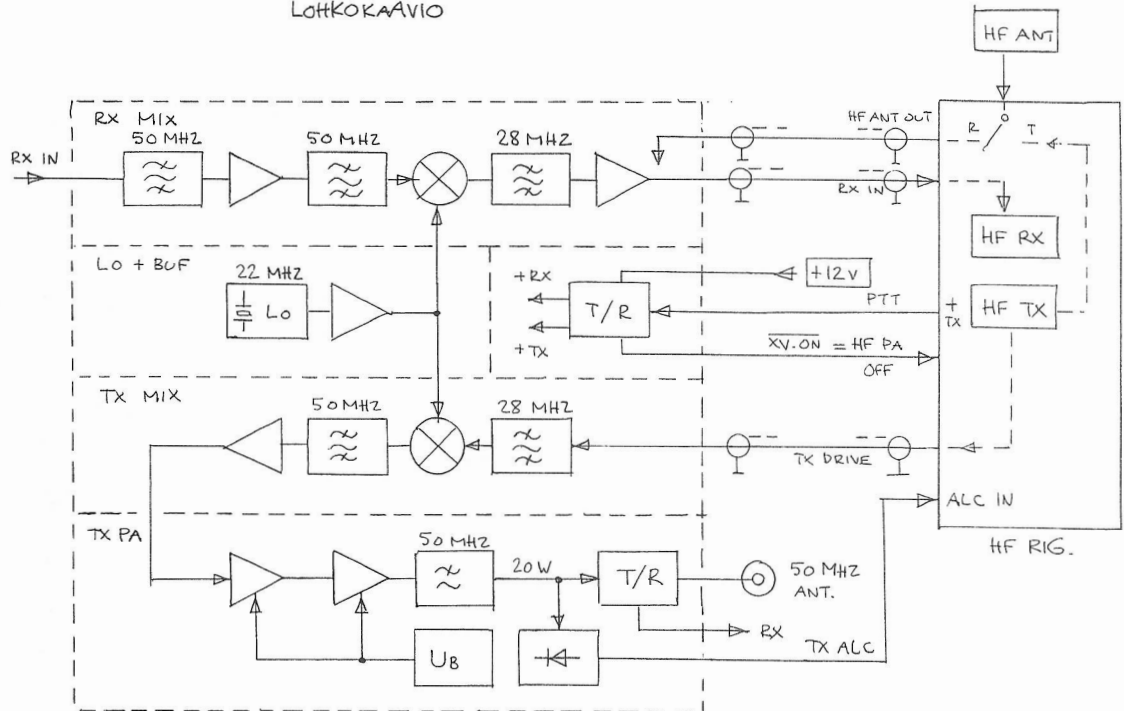 LOHKOKAAVIO
HF ANT
RX MIX
50 MHZ
50 MHZ
28 MHZ
HF ANT OUT
R
T
RX IN
RX IN
HF RX
LO + BUF
22 MHZ
LO
+RX
T/R
+TX
+12V
PTT
+
TX
HF TX
XV.ON = HF PA
OFF
TX MIX
50 MHZ
28 MHZ
TX DRIVE
ALC IN
HF RIG.
TX PA
50 MHZ
20W
T/R
50 MHZ
ANT.
RX
UB
TX ALC